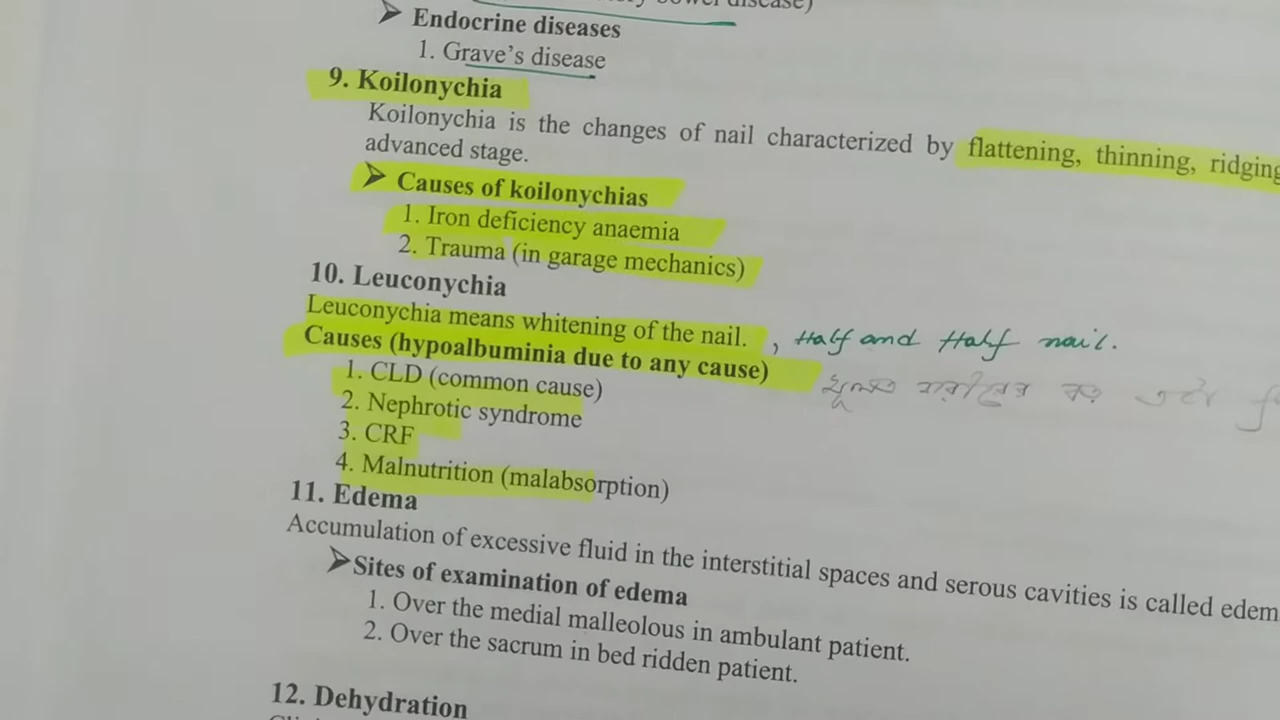 disease)
➤ Endocrine diseases
1. Grave's disease
9. Koilonychia
Koilonychia is the changes of nail characterized by flattening, thinning, ridging
advanced stage.
➤ Causes of koilonychias
1. Iron deficiency anaemia
2. Trauma (in garage mechanics)
10. Leuconychia
Leuconychia means whitening of the nail. , Half and Half nail.
Causes (hypoalbuminia due to any cause)
1. CLD (common cause)
2. Nephrotic syndrome
3. CRF
4. Malnutrition (malabsorption)
11. Edema
Accumulation of excessive fluid in the interstitial spaces and serous cavities is called edem
➤ Sites of examination of edema
1. Over the medial malleolous in ambulant patient.
2. Over the sacrum in bed ridden patient.
12. Dehydration